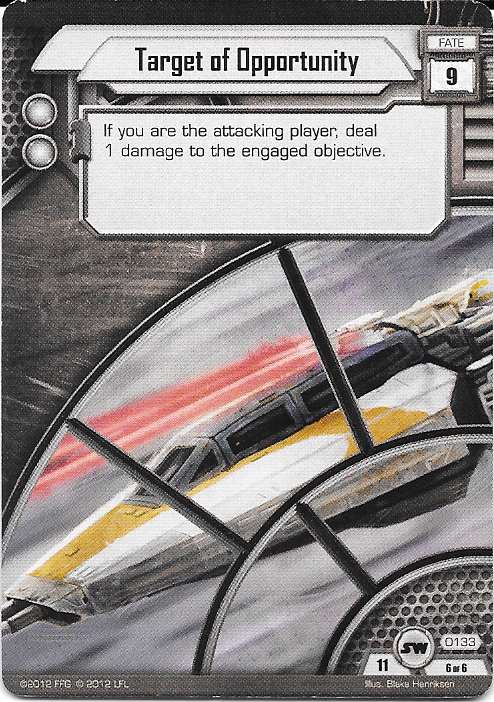 Target of Opportunity
FATE
9
If you are the attacking player, deal
1 damage to the engaged objective.
SW
0133
11
6 OF 6
©2012 FFG © 2012 LFL
Illus. Blake Henriksen